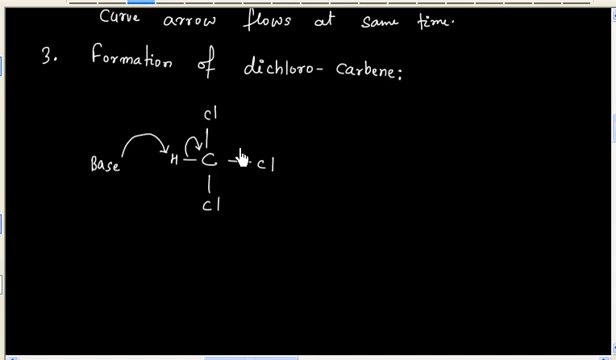 Curve arrow flows at same time.
3. Formation of dichloro-Carbene:
Cl
Base H - C - Cl
Cl